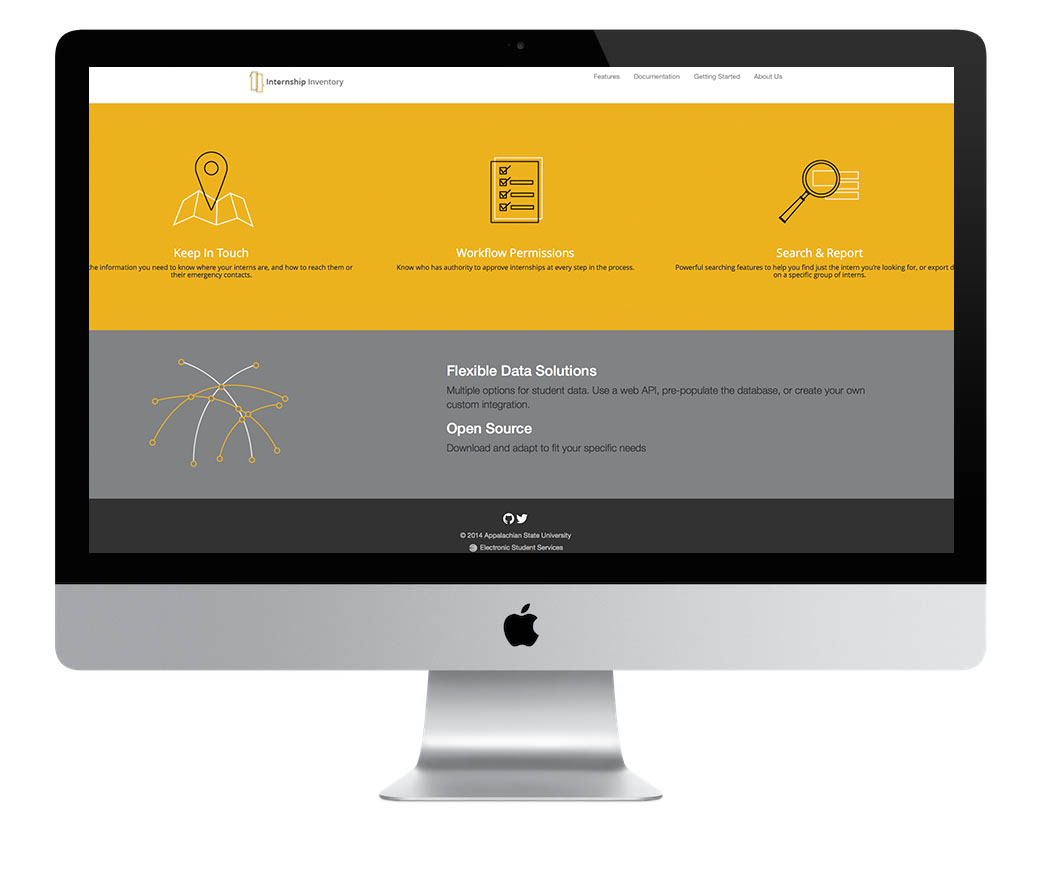 Internship Inventory
Features Documentation Getting Started About Us
Keep In Touch
the information you need to know where your interns are, and how to reach them or
their emergency contacts.
Workflow Permissions
Know who has authority to approve internships at every step in the process.
Search & Report
Powerful searching features to help you find just the intern you're looking for, or export d
on a specific group of interns.
Flexible Data Solutions
Multiple options for student data. Use a web API, pre-populate the database, or create your own
custom integration.
Open Source
Download and adapt to fit your specific needs
© 2014 Appalachian State University
Electronic Student Services